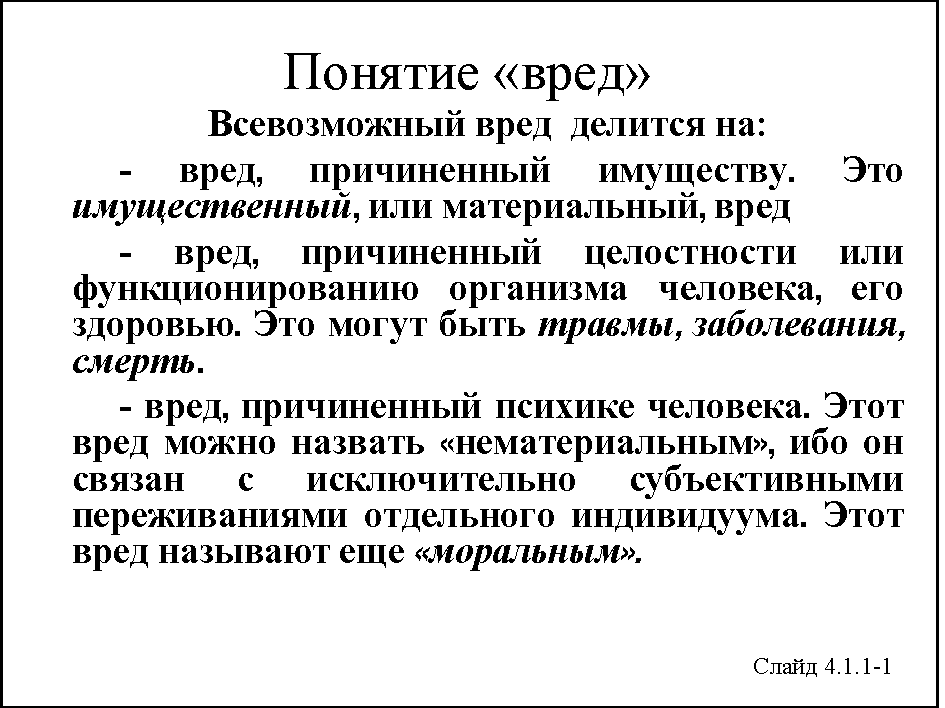 Понятие «вред»
Всевозможный вред делится на:
- вред, причиненный имуществу. Это
имущественный, или материальный, вред
- вред, причиненный целостности или
функционированию организма человека, его
здоровью. Это могут быть травмы, заболевания,
смерть.
- вред, причиненный психике человека. Этот
вред можно назвать «нематериальным», ибо он
связан с исключительно субъективными
переживаниями отдельного индивидуума. Этот
вред называют еще «моральным».
Слайд 4.1.1-1